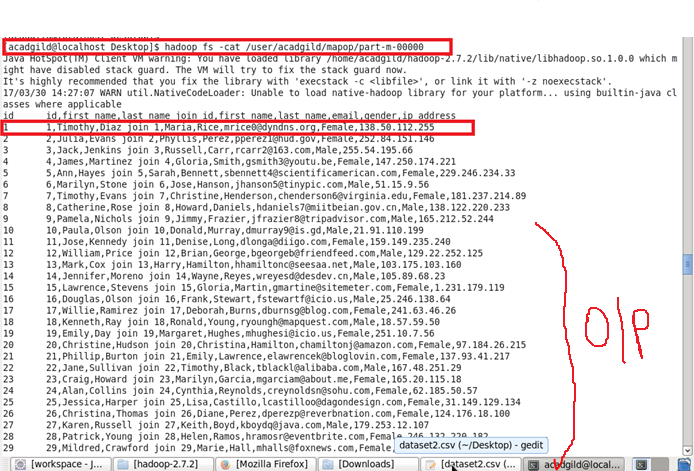 [acadgild@localhost Desktop]$ hadoop fs -cat /user/acadgild/mapop/part-m-00000
Java HotSpot(TM) Client VM warning: You have loaded library /home/acadgild/hadoop-2.7.2/lib/native/libhadoop.so.1.0.0 which m
ight have disabled stack guard. The VM will try to fix the stack guard now.
It's highly recommended that you fix the library with 'execstack -c <libfile>', or link it with '-z noexecstack'.
17/03/30 14:27:07 WARN util.NativeCodeLoader: Unable to load native-hadoop library for your platform... using builtin-java cl
asses where applicable
id id,first_name,last_name join id,first_name,last_name,email,gender,ip_address
1 1,Timothy,Diaz join 1,Maria,Rice,mrice0@dyndns.org,Female,138.50.112.255
2 2,Julia,Evans join 2,Phyllis,Perez,pperez1@hud.gov,Female,252.84.151.146
3 3,Jack,Jenkins join 3,Russell,Carr,rcarr2@163.com,Male,255.54.195.66
4 4,James,Martinez join 4,Gloria,Smith,gsmith3@youtu.be,Female,147.250.174.221
5 5,Ann,Hayes join 5,Sarah,Bennett,sbennett4@scientificamerican.com,Female,229.246.234.33
6 6,Marilyn,Stone join 6,Jose,Hanson,jhanson5@tinypic.com,Male,51.15.9.56
7 7,Timothy,Evans join 7,Christine,Henderson,chenderson6@virginia.edu,Female,181.237.214.89
8 8,Catherine,Rose join 8,Howard,Daniels,hdaniels7@miitbeian.gov.cn,Male,138.122.220.233
9 9,Pamela,Nichols join 9,Jimmy,Frazier,jfrazier8@tripadvisor.com,Male,165.212.52.244
10 10,Paula,Olson join 10,Donald,Murray,dmurray9@is.gd,Male,21.91.110.199
11 11,Jose,Kennedy join 11,Denise,Long,dlonga@diigo.com,Female,159.149.235.240
12 12,William,Price join 12,Brian,George,bgeorgeb@friendfeed.com,Male,129.22.252.125
13 13,Mark,Cox join 13,Harry,Hamilton,hhamiltonc@seesaa.net,Male,103.175.103.160
14 14,Jennifer,Moreno join 14,Wayne,Reyes,wreyesd@desdev.cn,Male,105.89.68.23
15 15,Lawrence,Stevens join 15,Gloria,Martin,gmartine@sitemeter.com,Female,1.231.179.119
16 16,Douglas,Olson join 16,Frank,Stewart,fstewartf@icio.us,Male,25.246.138.64
17 17,Willie,Ramirez join 17,Deborah,Burns,dburnsg@blog.com,Female,241.63.46.26
18 18,Kenneth,Ray join 18,Ronald,Young,ryoungh@mapquest.com,Male,18.57.59.50
19 19,Emily,Day join 19,Margaret,Hughes,mhughesi@icio.us,Female,251.10.7.56
20 20,Christine,Hudson join 20,Christina,Hamilton,chamiltonj@amazon.com,Female,97.184.26.215
21 21,Phillip,Burton join 21,Emily,Lawrence,elawrencek@bloglovin.com,Female,137.93.41.217
22 22,Jane,Sullivan join 22,Timothy,Black,tblackl@alibaba.com,Male,167.48.251.29
23 23,Craig,Howard join 23,Marilyn,Garcia,mgarciam@about.me,Female,165.20.115.18
24 24,Alan,Collins join 24,Cynthia,Reynolds,creynoldsn@sohu.com,Female,62.185.50.57
25 25,Jessica,Harper join 25,Lisa,Castillo,lcastilloo@dagondesign.com,Female,31.149.129.134
26 26,Christina,Thomas join 26,Diane,Perez,dperezp@reverbnation.com,Female,124.176.18.100
27 27,Karen,Russell join 27,Keith,Boyd,kboydq@java.com,Male,179.253.12.107
28 28,Patrick,Young join 28,Helen,Ramos,hramosr@eventbrite.com,Female,246.132.220.182
29 29,Mildred,Crawford join 29,Marie,Hall,mhalls@foxnews.com,Female
O/P
dataset2.csv (~/Desktop) - gedit
[workspace - J... [hadoop-2.7.2] [Mozilla Firefox] [Downloads] [dataset2.csv (... acadgild@local...